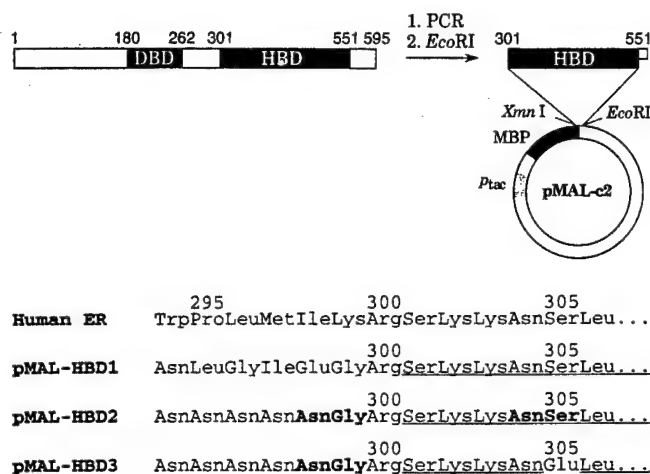 1 180 262 301 551 595
DBD HBD
1. PCR
2. EcoRI
301 551
HBD
Xmn I EcoRI
MBP
Ptac
pMAL-c2
295 300 305
Human ER TrpProLeuMetIleLysArgSerLysLysAsnSerLeu...
300 305
pMAL-HBD1 AsnLeuGlyIleGluGlyArgSerLysLysAsnSerLeu...
300 305
pMAL-HBD2 AsnAsnAsnAsnAsnGlyArgSerLysLysAsnSerLeu...
300 305
pMAL-HBD3 AsnAsnAsnAsnAsnGlyArgSerLysLysAsnGluLeu...